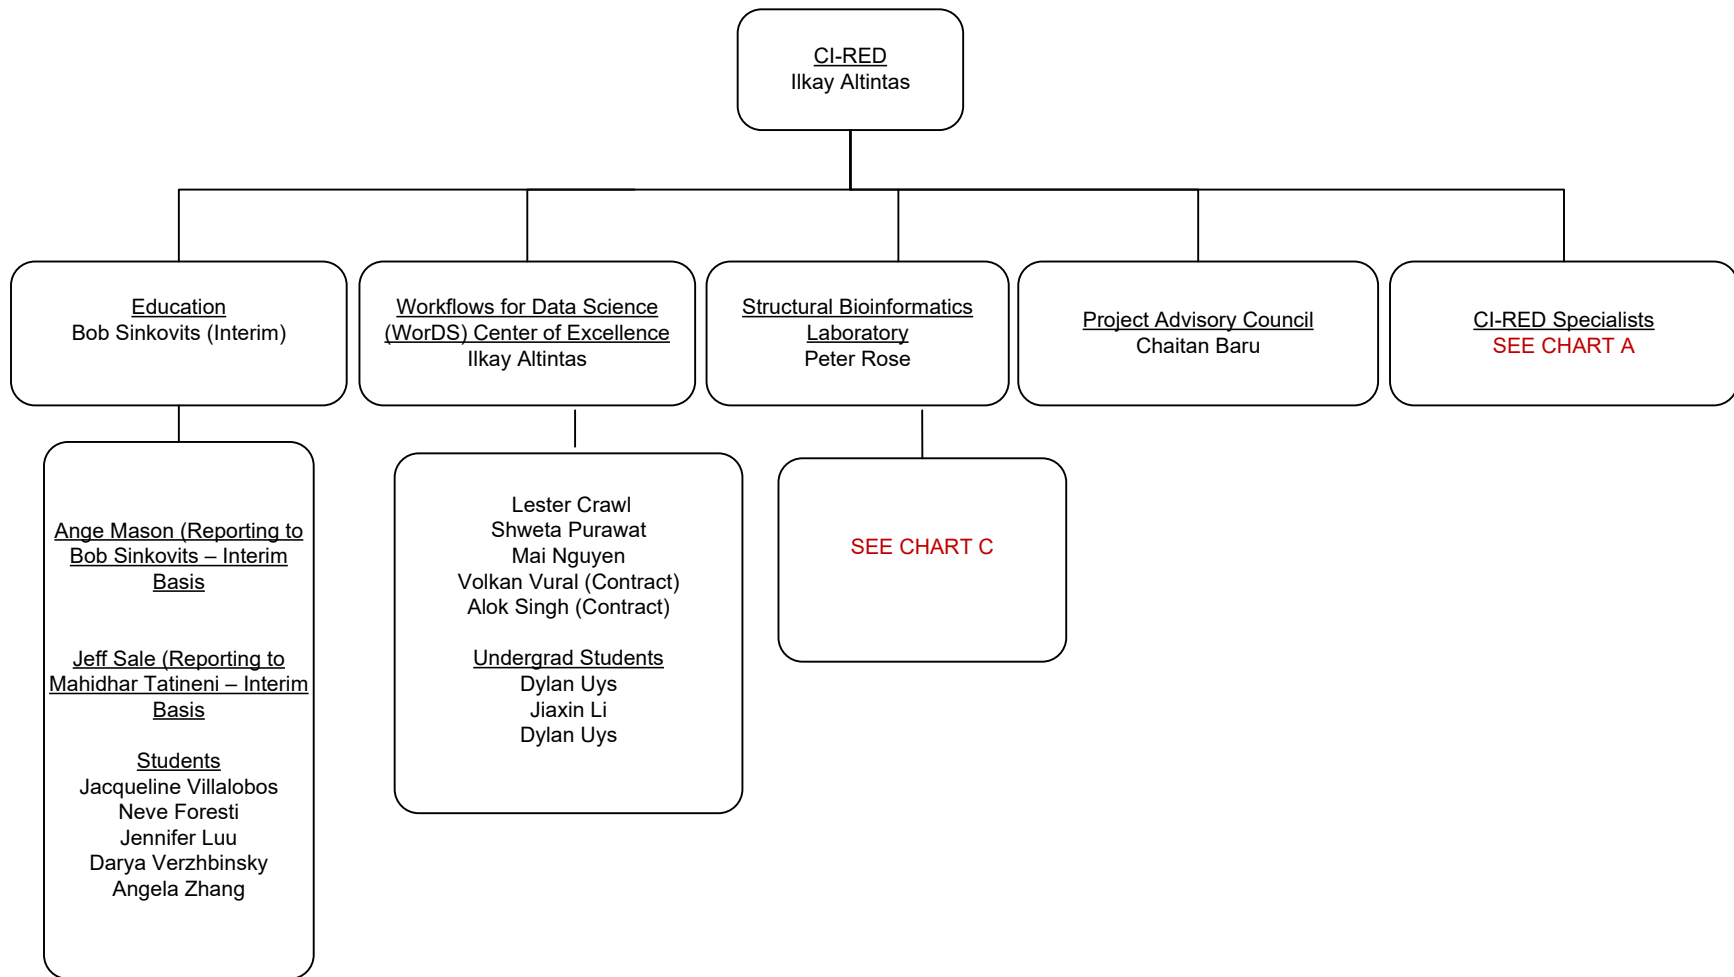 CI-RED
Ilkay Altintas
Education
Bob Sinkovits (Interim)
Workflows for Data Science
(WorDS) Center of Excellence
Ilkay Altintas
Structural Bioinformatics
Laboratory
Peter Rose
Project Advisory Council
Chaitan Baru
CI-RED Specialists
SEE CHART A
Ange Mason (Reporting to
Bob Sinkovits – Interim
Basis
Jeff Sale (Reporting to
Mahidhar Tatineni – Interim
Basis
Students
Jacqueline Villalobos
Neve Foresti
Jennifer Luu
Darya Verzhbinsky
Angela Zhang
Lester Crawl
Shweta Purawat
Mai Nguyen
Volkan Vural (Contract)
Alok Singh (Contract)
Undergrad Students
Dylan Uys
Jiaxin Li
Dylan Uys
SEE CHART C